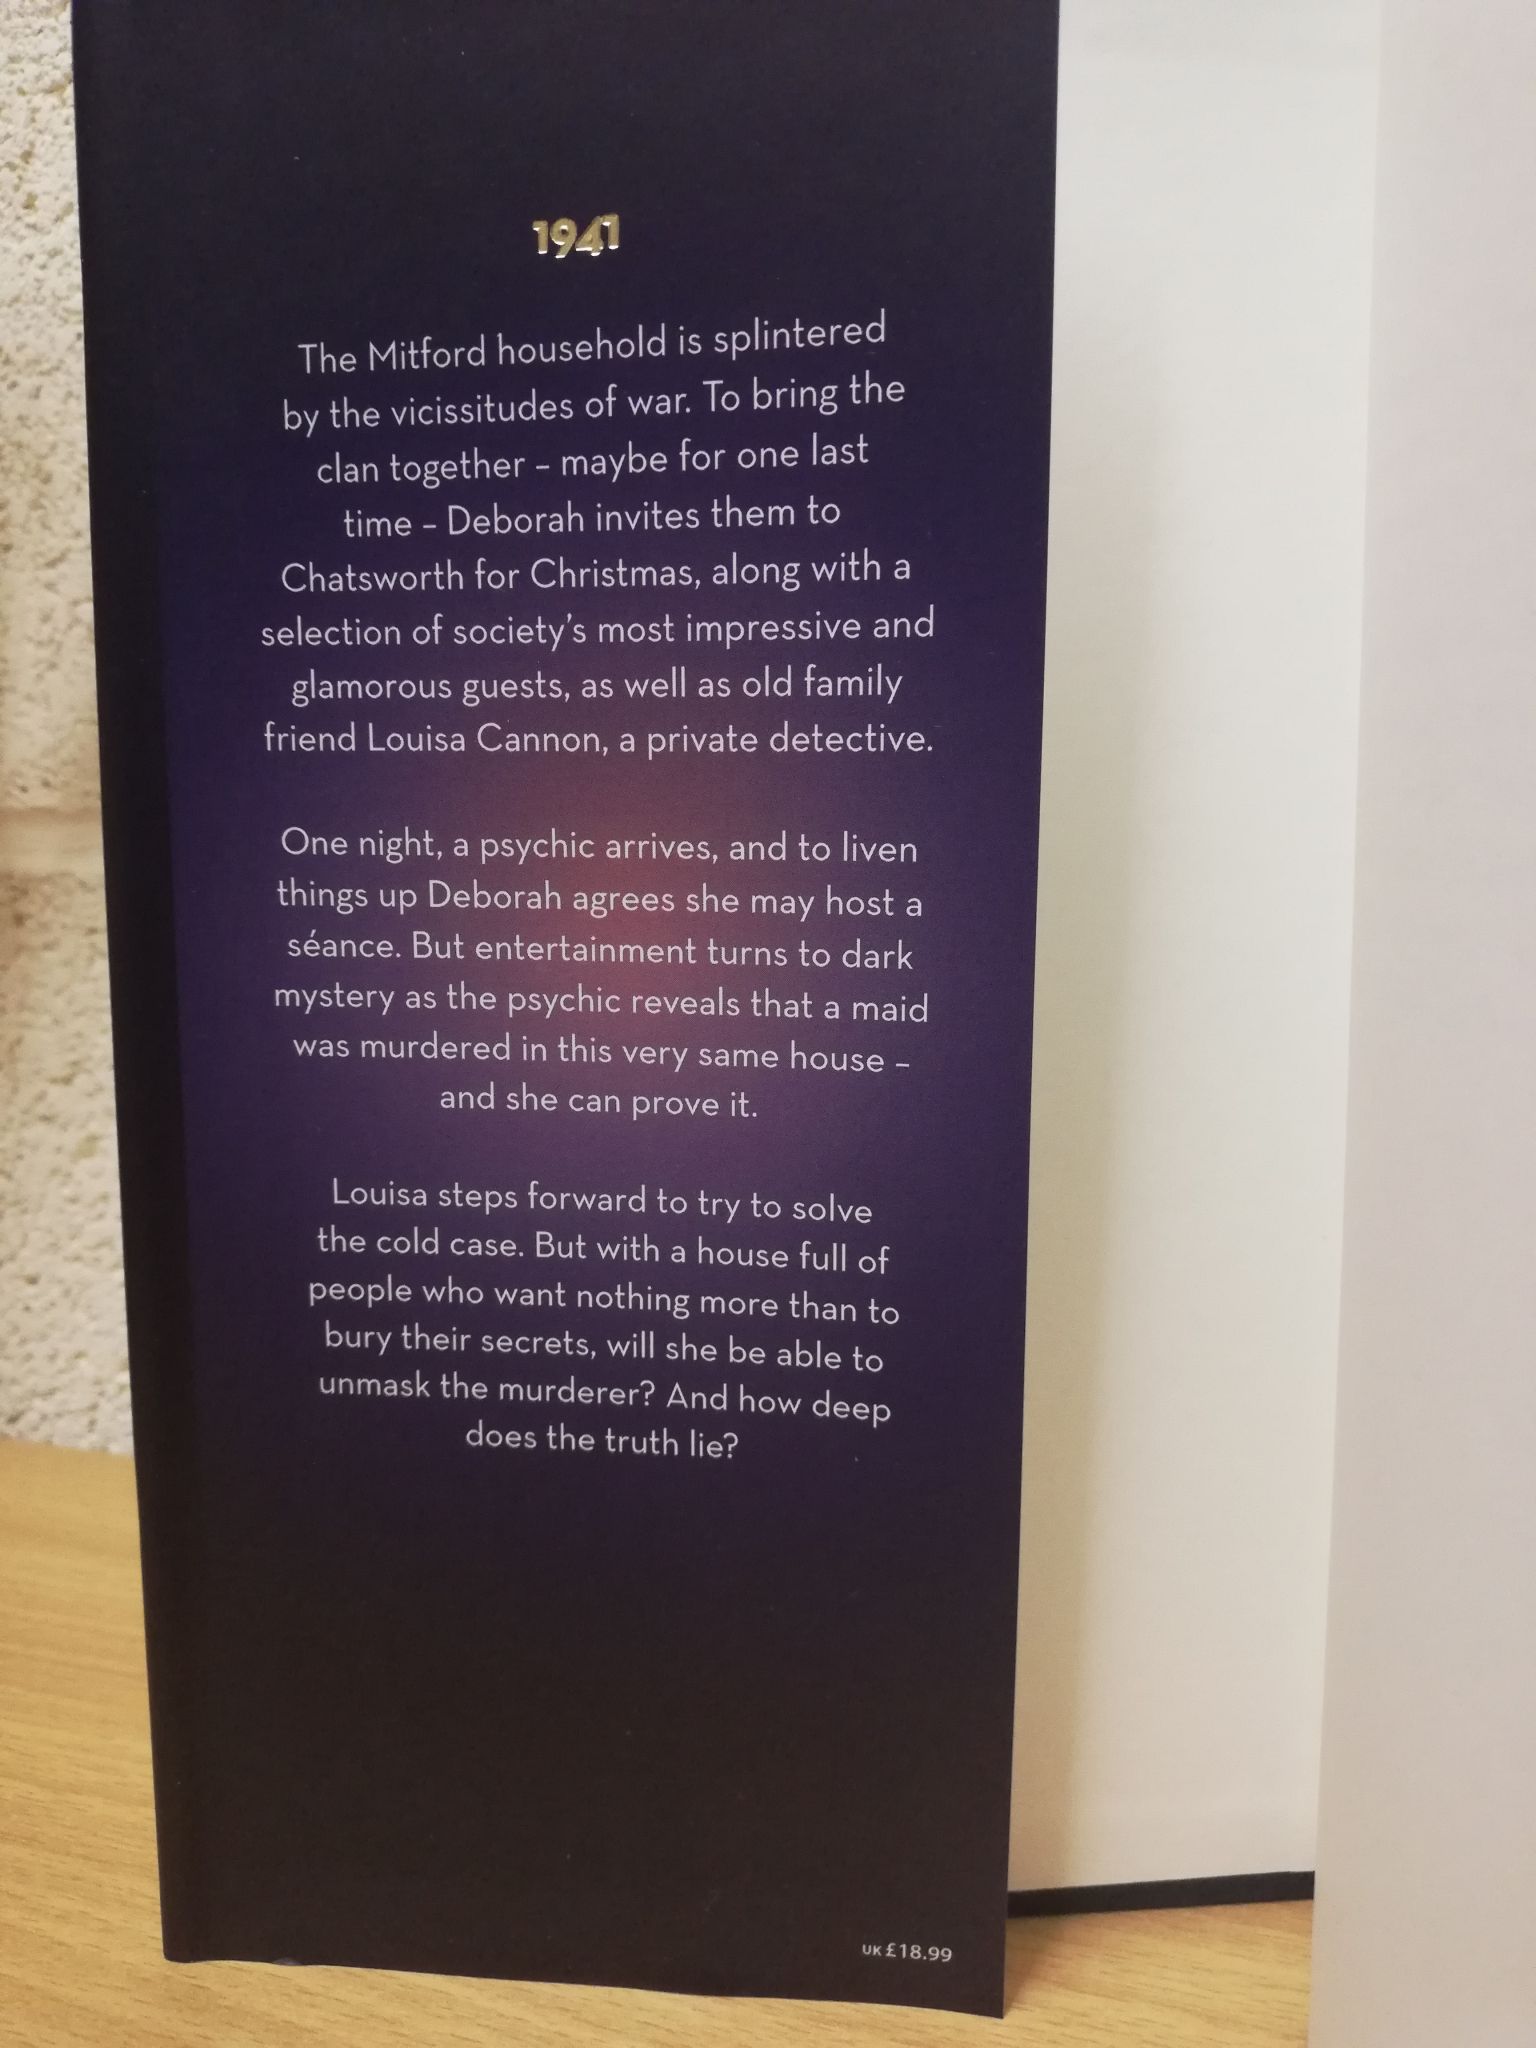 1941
The Mitford household is splintered
by the vicissitudes of war. To bring the
clan together – maybe for one last
time – Deborah invites them to
Chatsworth for Christmas, along with a
selection of society's most impressive and
glamorous guests, as well as old family
friend Louisa Cannon, a private detective.
One night, a psychic arrives, and to liven
things up Deborah agrees she may host a
séance. But entertainment turns to dark
mystery as the psychic reveals that a maid
was murdered in this very same house –
and she can prove it.
Louisa steps forward to try to solve
the cold case. But with a house full of
people who want nothing more than to
bury their secrets, will she be able to
unmask the murderer? And how deep
does the truth lie?
UK £18.99